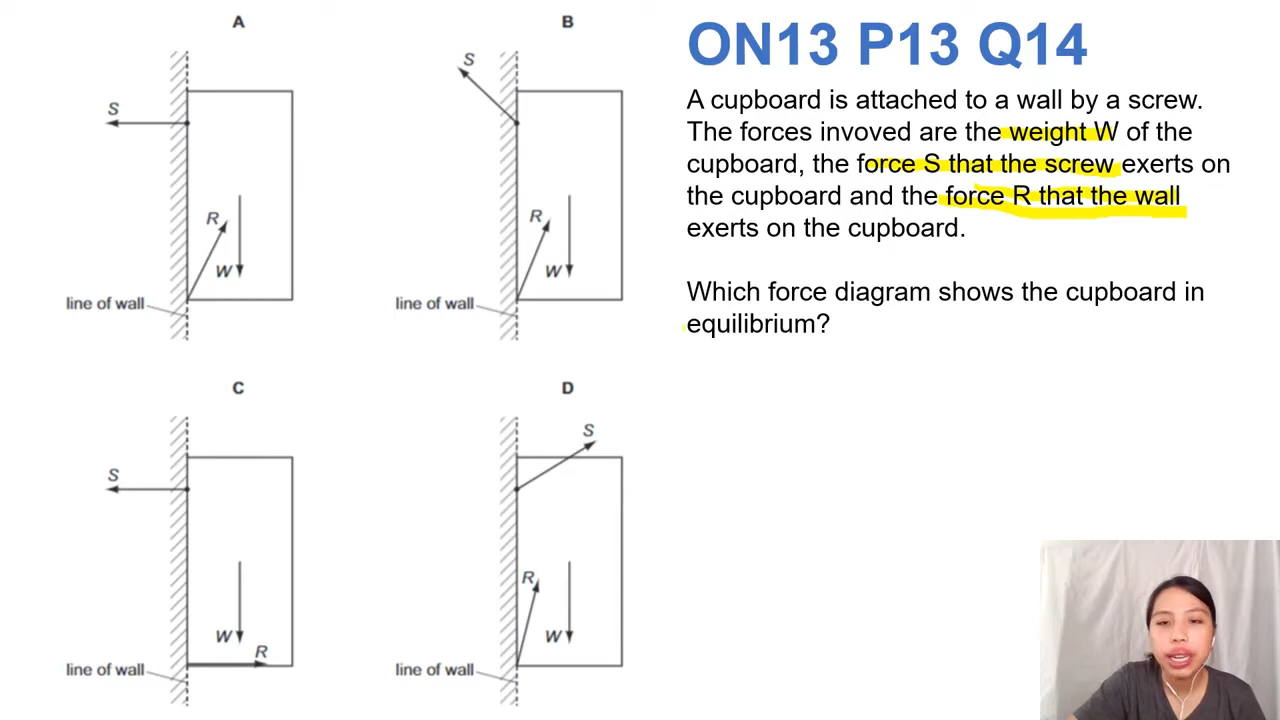 A
B
ON13 P13 Q14
S
R
W
line of wall
S
R
W
line of wall
A cupboard is attached to a wall by a screw.
The forces invoved are the weight W of the
cupboard, the force S that the screw exerts on
the cupboard and the force R that the wall
exerts on the cupboard.
Which force diagram shows the cupboard in
equilibrium?
C
D
S
W
R
line of wall
S
R
W
line of wall